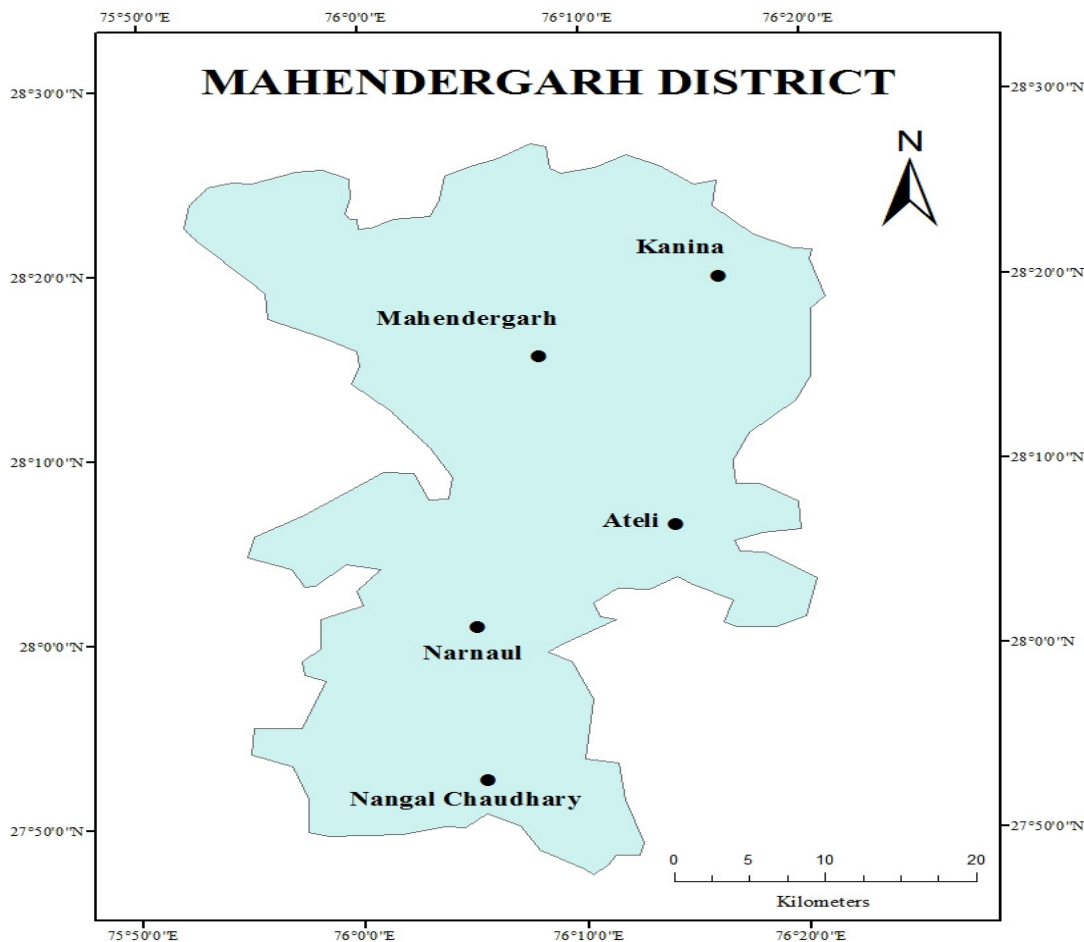 75°50'0"E 76°0'0"E 76°10'0"E 76°20'0"E
MAHENDERGARH DISTRICT
28°30'0"N 28°30'0"N
N
Kanina
28°20'0"N 28°20'0"N
Mahendergarh
28°10'0"N 28°10'0"N
Ateli
28°0'0"N 28°0'0"N
Narnaul
Nangal Chaudhary
27°50'0"N 27°50'0"N
0 5 10 20
Kilometers
75°50'0"E 76°0'0"E 76°10'0"E 76°20'0"E